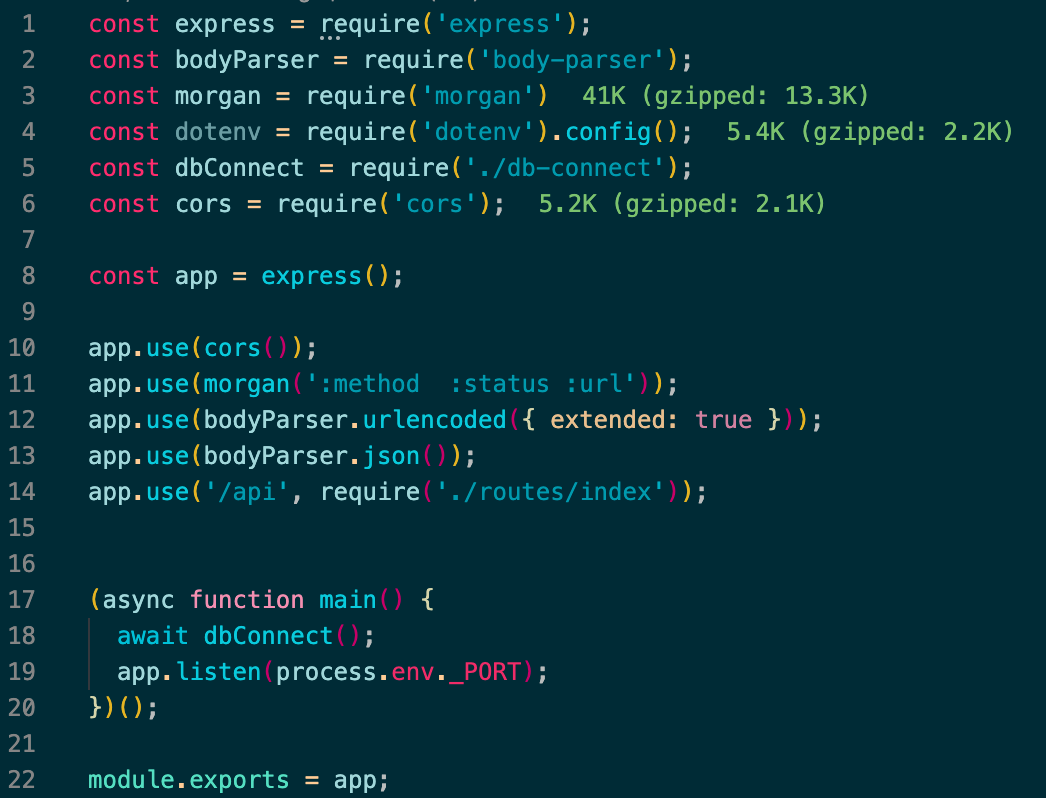 1 const express = require('express');
2 const bodyParser = require('body-parser');
3 const morgan = require('morgan') 41K (gzipped: 13.3K)
4 const dotenv = require('dotenv').config(); 5.4K (gzipped: 2.2K)
5 const dbConnect = require('./db-connect');
6 const cors = require('cors'); 5.2K (gzipped: 2.1K)
7
8 const app = express();
9
10 app.use(cors());
11 app.use(morgan(':method  :status :url'));
12 app.use(bodyParser.urlencoded({ extended: true }));
13 app.use(bodyParser.json());
14 app.use('/api', require('./routes/index'));
15
16
17 (async function main() {
18   await dbConnect();
19   app.listen(process.env._PORT);
20 })();
21
22 module.exports = app;